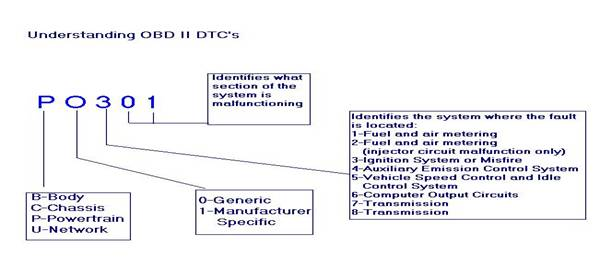 Understanding OBD II DTC's
PO301
Identifies what
section of the
system is
malfunctioning
Identifies the system where the fault
is located:
1-Fuel and air metering
2-Fuel and air metering
(injector circuit malfunction only)
3-Ignition System or Misfire
4-Auxiliary Emission Control System
5-Vehicle Speed Control and Idle
Control System
6-Computer Output Circuits
7-Transmission
8-Transmission
B-Body
C-Chassis
P-Powertrain
U-Network
0-Generic
1-Manufacturer
Specific